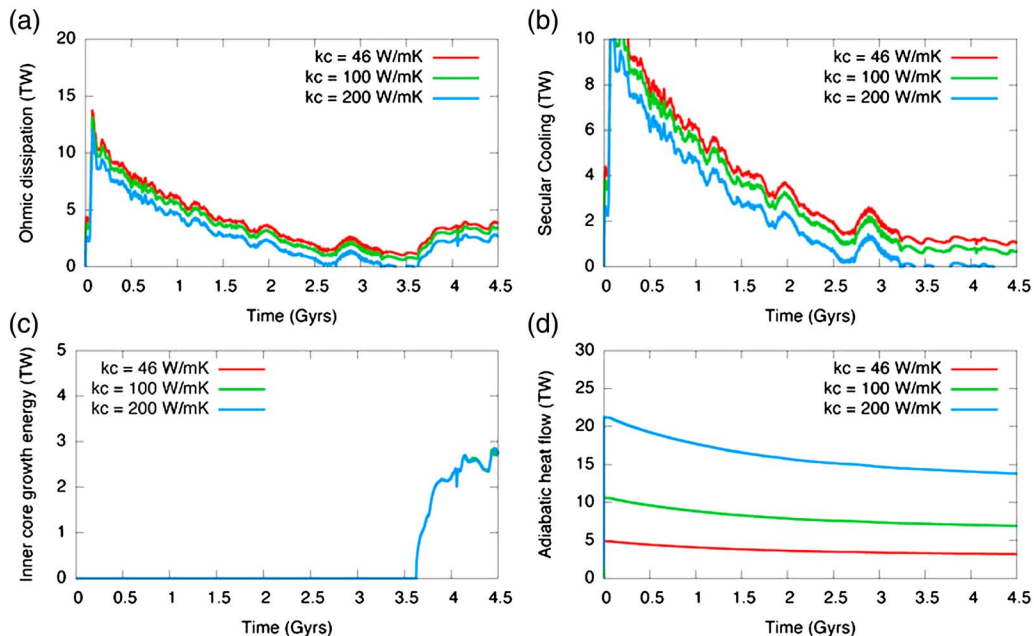 (a)
Ohmic dissipation (TW)
20
15
10
5
0
kc = 46 W/mK
kc = 100 W/mK
kc = 200 W/mK
0 0.5 1 1.5 2 2.5 3 3.5 4 4.5
Time (Gyrs)
(b)
Secular Cooling (TW)
10
8
6
4
2
0
kc = 46 W/mK
kc = 100 W/mK
kc = 200 W/mK
0 0.5 1 1.5 2 2.5 3 3.5 4 4.5
Time (Gyrs)
(c)
Inner core growth energy (TW)
5
4
3
2
1
0
kc = 46 W/mK
kc = 100 W/mK
kc = 200 W/mK
0 0.5 1 1.5 2 2.5 3 3.5 4 4.5
Time (Gyrs)
(d)
Adiabatic heat flow (TW)
30
25
20
15
10
5
0
kc = 46 W/mK
kc = 100 W/mK
kc = 200 W/mK
0 0.5 1 1.5 2 2.5 3 3.5 4 4.5
Time (Gyrs)